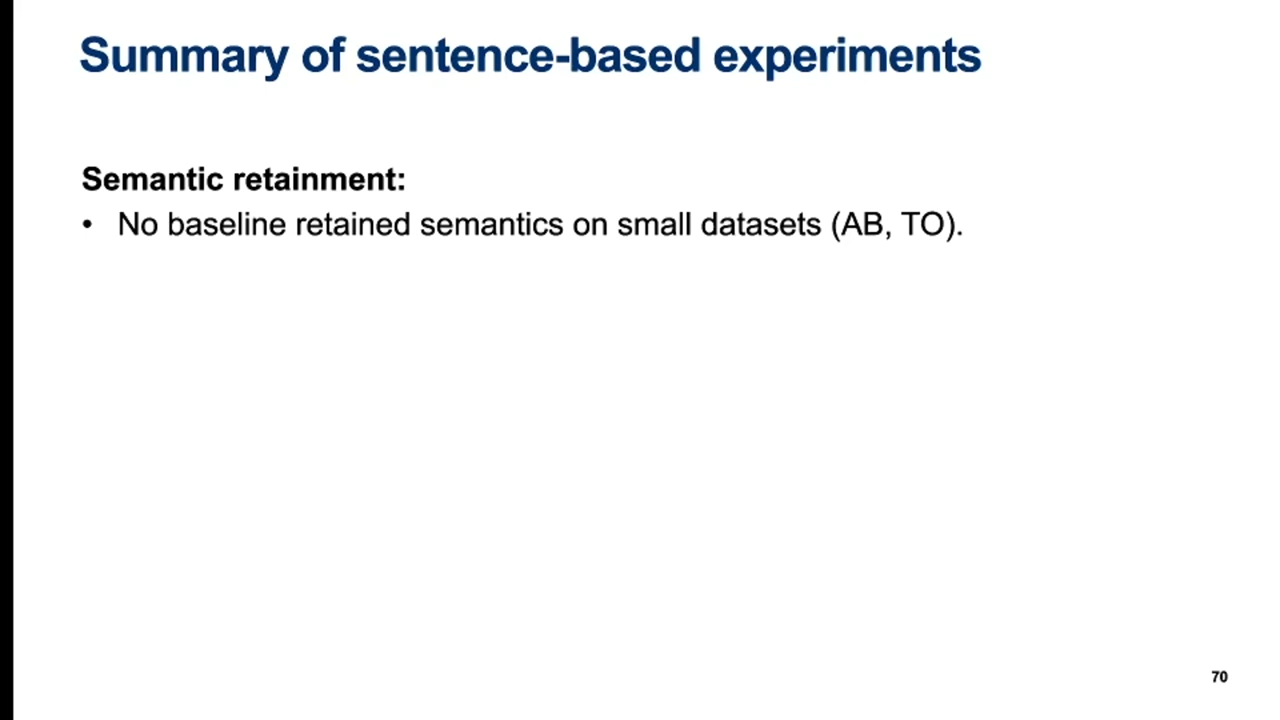 Summary of sentence-based experiments
Semantic retainment:
• No baseline retained semantics on small datasets (AB, TO).
70